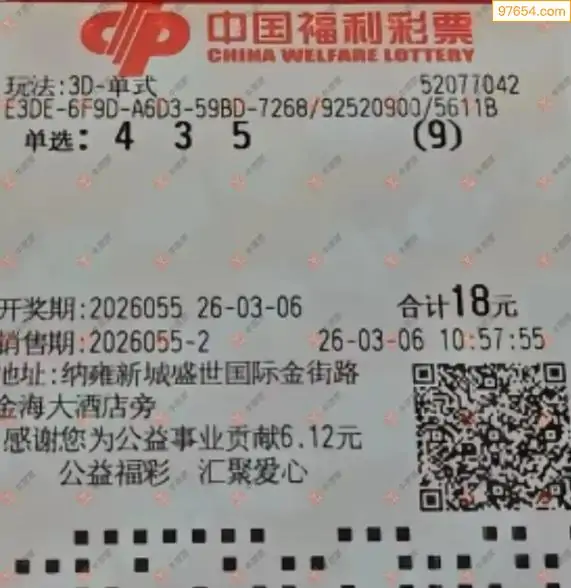 97654.com
中国福利彩票
CHINA WELFARE LOTTERY
玩法:3D-单式 52077042
E3DE-6F9D-A6D3-59BD-7268/92520900/5611B
单选: 4 3 5 (9)
开奖期:2026055 26-03-06 合计18元
销售期:2026055-2 26-03-06 10:57:55
地址:纳雍新城盛世国际金街路
金海大酒店旁
感谢您为公益事业贡献6.12元
公益福彩 汇聚爱心